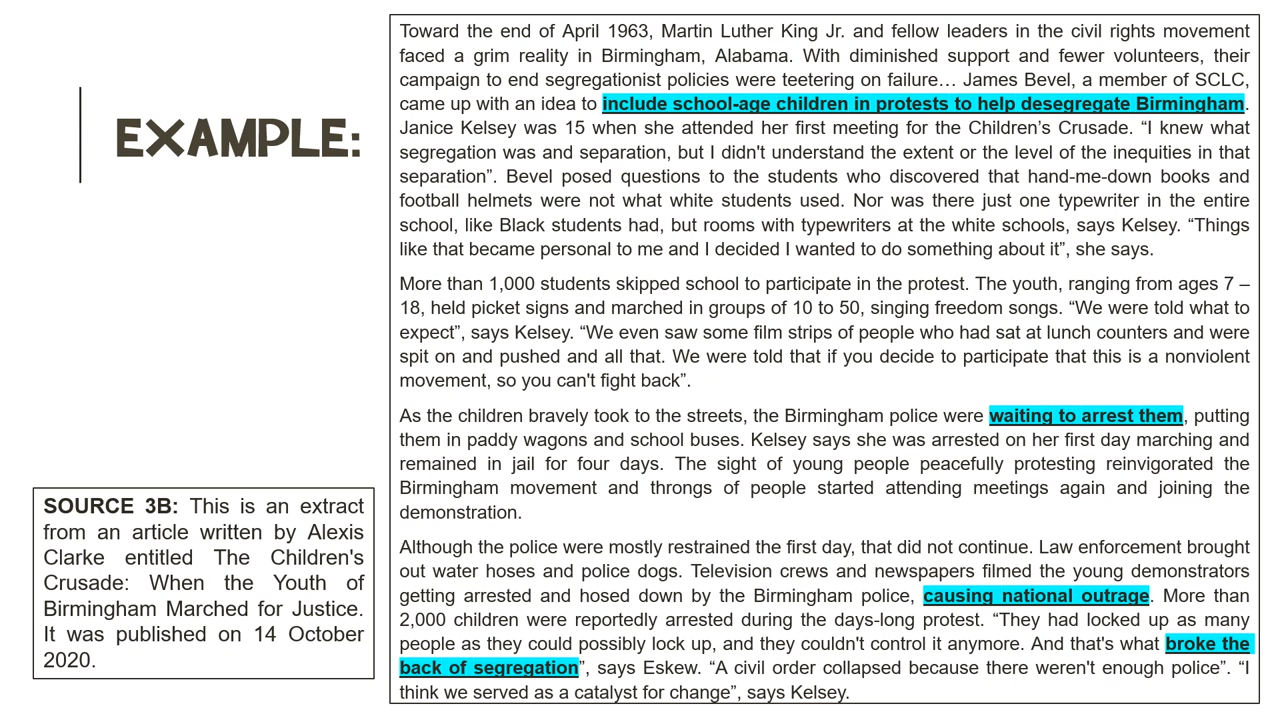 EXAMPLE:
Toward the end of April 1963, Martin Luther King Jr. and fellow leaders in the civil rights movement
faced a grim reality in Birmingham, Alabama. With diminished support and fewer volunteers, their
campaign to end segregationist policies were teetering on failure… James Bevel, a member of SCLC,
came up with an idea to include school-age children in protests to help desegregate Birmingham.
Janice Kelsey was 15 when she attended her first meeting for the Children’s Crusade. “I knew what
segregation was and separation, but I didn't understand the extent or the level of the inequities in that
separation”. Bevel posed questions to the students who discovered that hand-me-down books and
football helmets were not what white students used. Nor was there just one typewriter in the entire
school, like Black students had, but rooms with typewriters at the white schools, says Kelsey. “Things
like that became personal to me and I decided I wanted to do something about it”, she says.
More than 1,000 students skipped school to participate in the protest. The youth, ranging from ages 7 –
18, held picket signs and marched in groups of 10 to 50, singing freedom songs. “We were told what to
expect”, says Kelsey. “We even saw some film strips of people who had sat at lunch counters and were
spit on and pushed and all that. We were told that if you decide to participate that this is a nonviolent
movement, so you can't fight back”.
As the children bravely took to the streets, the Birmingham police were waiting to arrest them, putting
them in paddy wagons and school buses. Kelsey says she was arrested on her first day marching and
remained in jail for four days. The sight of young people peacefully protesting reinvigorated the
Birmingham movement and throngs of people started attending meetings again and joining the
demonstration.
Although the police were mostly restrained the first day, that did not continue. Law enforcement brought
out water hoses and police dogs. Television crews and newspapers filmed the young demonstrators
getting arrested and hosed down by the Birmingham police, causing national outrage. More than
2,000 children were reportedly arrested during the days-long protest. “They had locked up as many
people as they could possibly lock up, and they couldn't control it anymore. And that's what broke the
back of segregation”, says Eskew. “A civil order collapsed because there weren't enough police”. “I
think we served as a catalyst for change”, says Kelsey.
SOURCE 3B: This is an extract
from an article written by Alexis
Clarke entitled The Children's
Crusade: When the Youth of
Birmingham Marched for Justice.
It was published on 14 October
2020.